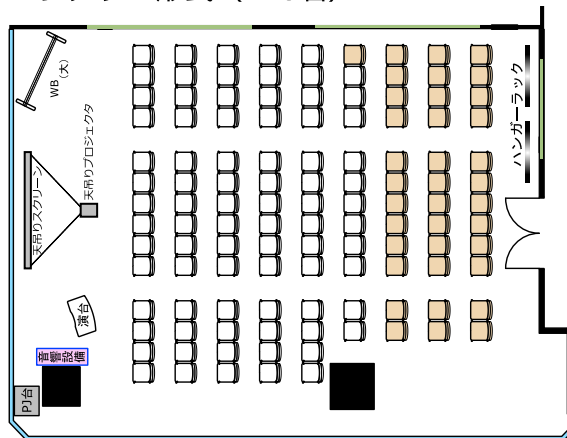 WB（大）
天吊りプロジェクタ
天吊りスクリーン
ハンガーラック
演台
音響設備
PJ台